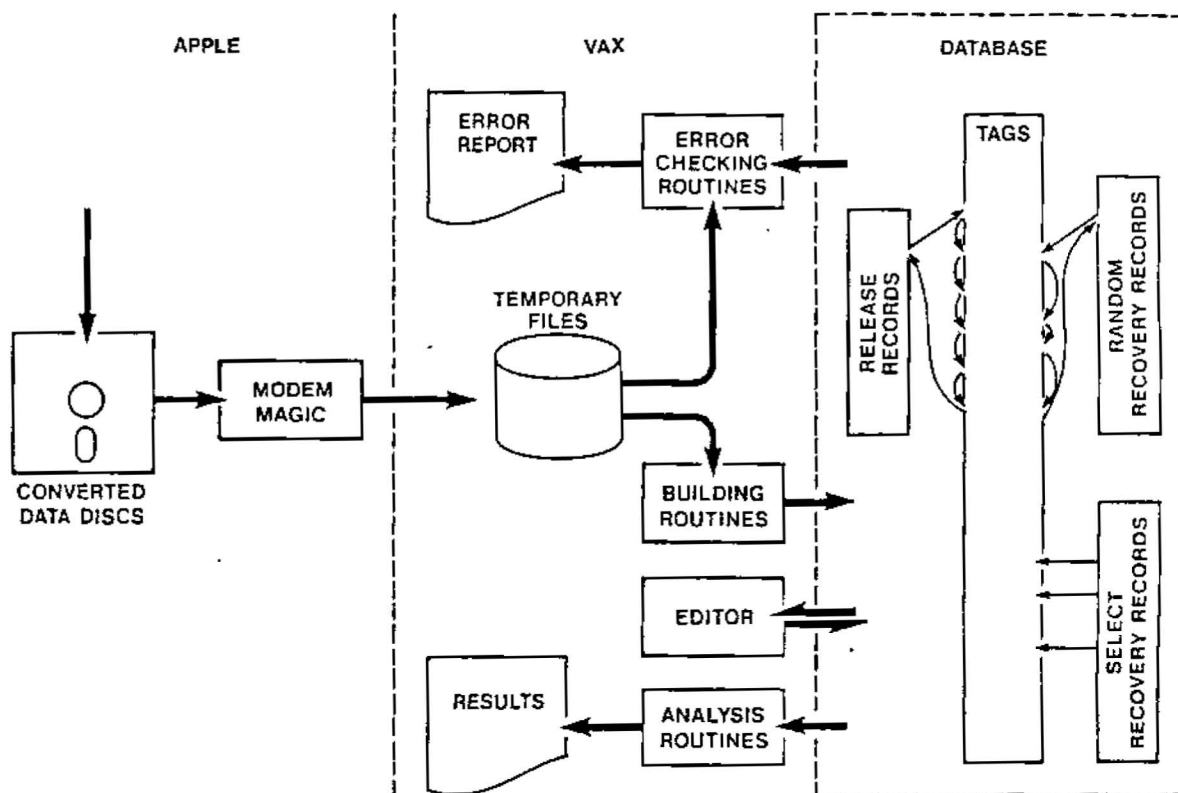 APPLE
VAX
DATABASE
ERROR
REPORT
ERROR
CHECKING
ROUTINES
TAGS
RELEASE
RECORDS
RANDOM
RECOVERY RECORDS
TEMPORARY
FILES
MODEM
MAGIC
CONVERTED
DATA DISCS
BUILDING
ROUTINES
EDITOR
SELECT
RECOVERY RECORDS
RESULTS
ANALYSIS
ROUTINES